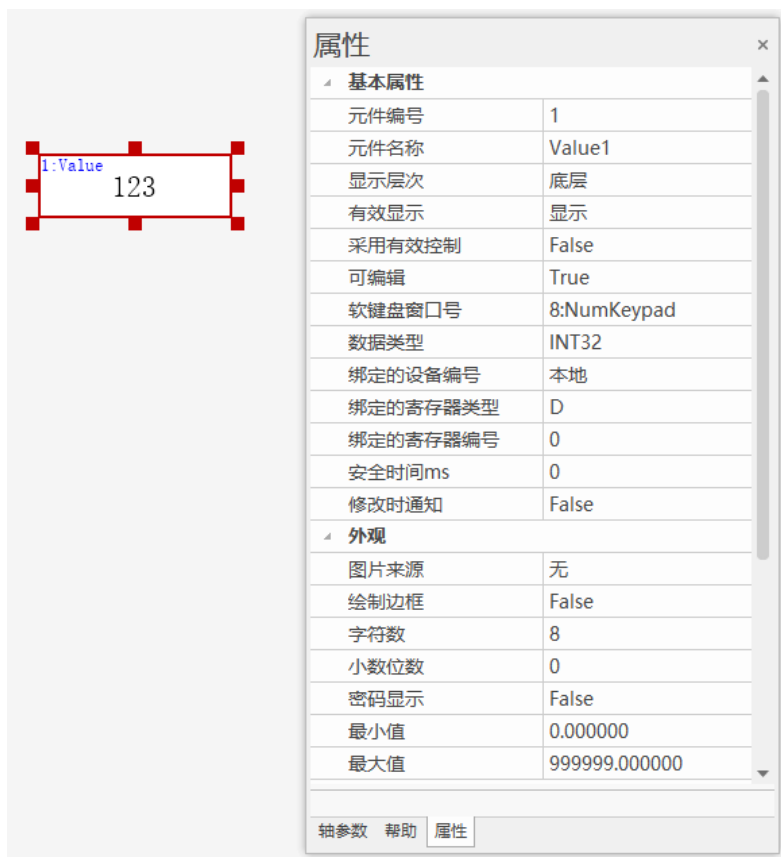 属性 ×
基本属性
1:Value
123
元件编号 1
元件名称 Value1
显示层次 底层
有效显示 显示
采用有效控制 False
可编辑 True
软键盘窗口号 8:NumKeypad
数据类型 INT32
绑定的设备编号 本地
绑定的寄存器类型 D
绑定的寄存器编号 0
安全时间ms 0
修改时通知 False
外观
图片来源 无
绘制边框 False
字符数 8
小数位数 0
密码显示 False
最小值 0.000000
最大值 999999.000000
轴参数 帮助 属性